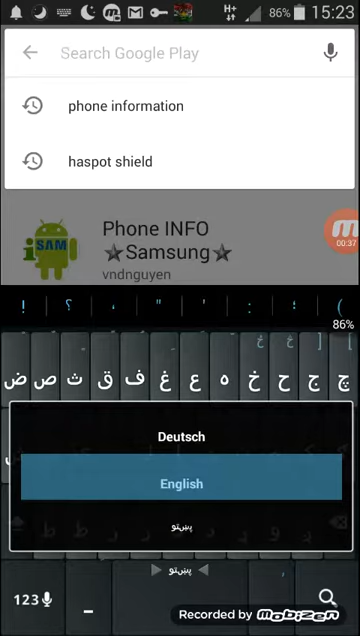 H+ 86% 15:23
Search Google Play
phone information
haspot shield
Phone INFO
★Samsung★
vndnguyen
i SAM
00:37
! ؟ ، " ' : ؛ (
86%
ض ص ث ق ف غ ع ه خ ح ج چ
Deutsch
English
پښتو
پښتو
123
Recorded by Mobizen